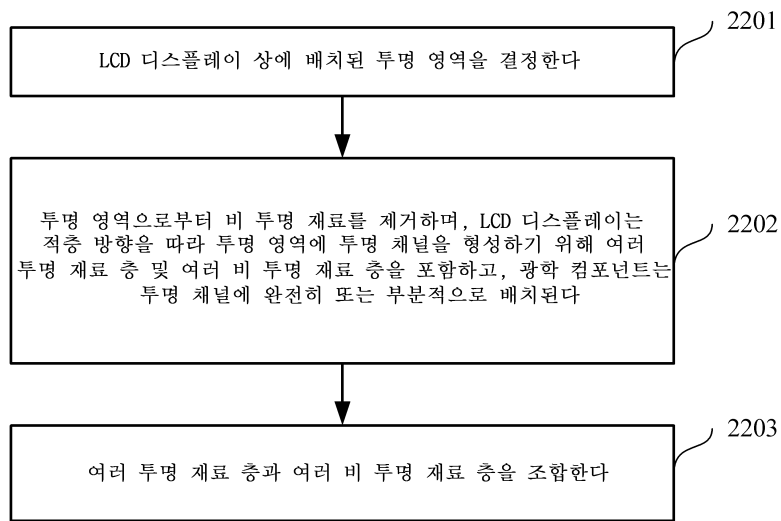 2201
LCD 디스플레이 상에 배치된 투명 영역을 결정한다
2202
투명 영역으로부터 비 투명 재료를 제거하며, LCD 디스플레이는
적층 방향을 따라 투명 영역에 투명 채널을 형성하기 위해 여러
투명 재료 층 및 여러 비 투명 재료 층을 포함하고, 광학 컴포넌트는
투명 채널에 완전히 또는 부분적으로 배치된다
2203
여러 투명 재료 층과 여러 비 투명 재료 층을 조합한다